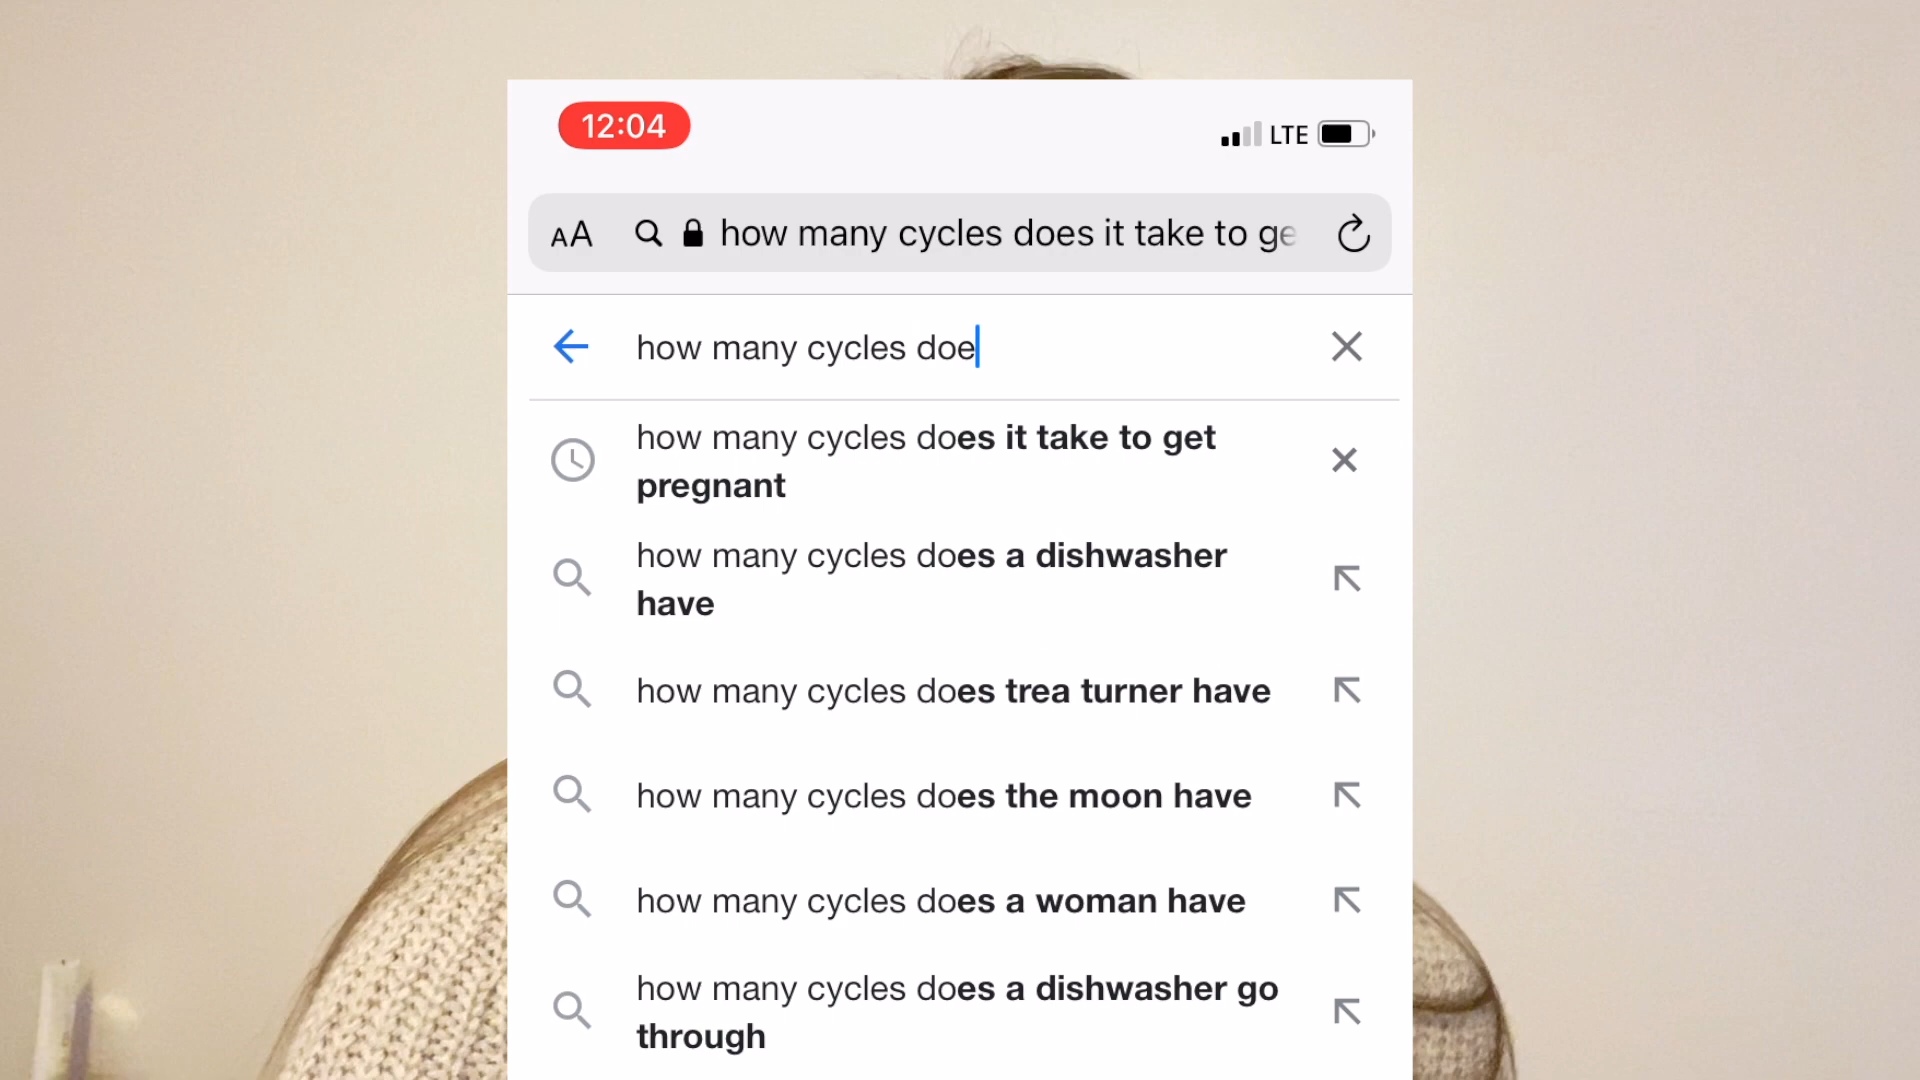 12:04
LTE
AA how many cycles does it take to ge
how many cycles doe
how many cycles does it take to get
pregnant
how many cycles does a dishwasher
have
how many cycles does trea turner have
how many cycles does the moon have
how many cycles does a woman have
how many cycles does a dishwasher go
through